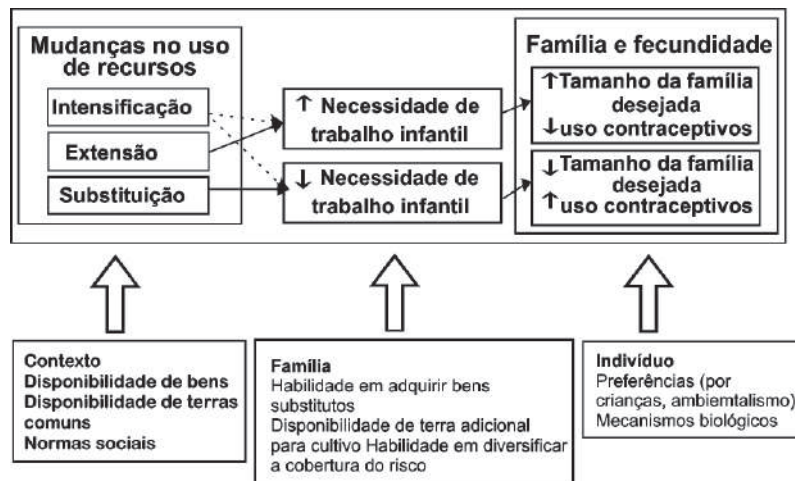 Mudanças no uso
de recursos
Intensificação
Extensão
Substituição
↑ Necessidade de
trabalho infantil
↓ Necessidade de
trabalho infantil
Família e fecundidade
↑Tamanho da família
desejada
↓uso contraceptivos
↓Tamanho da família
desejada
↑uso contraceptivos
Contexto
Disponibilidade de bens
Disponibilidade de terras
comuns
Normas sociais
Família
Habilidade em adquirir bens
substitutos
Disponibilidade de terra adicional
para cultivo Habilidade em diversificar
a cobertura do risco
Indivíduo
Preferências (por
crianças, ambiemtalismo)
Mecanismos biológicos